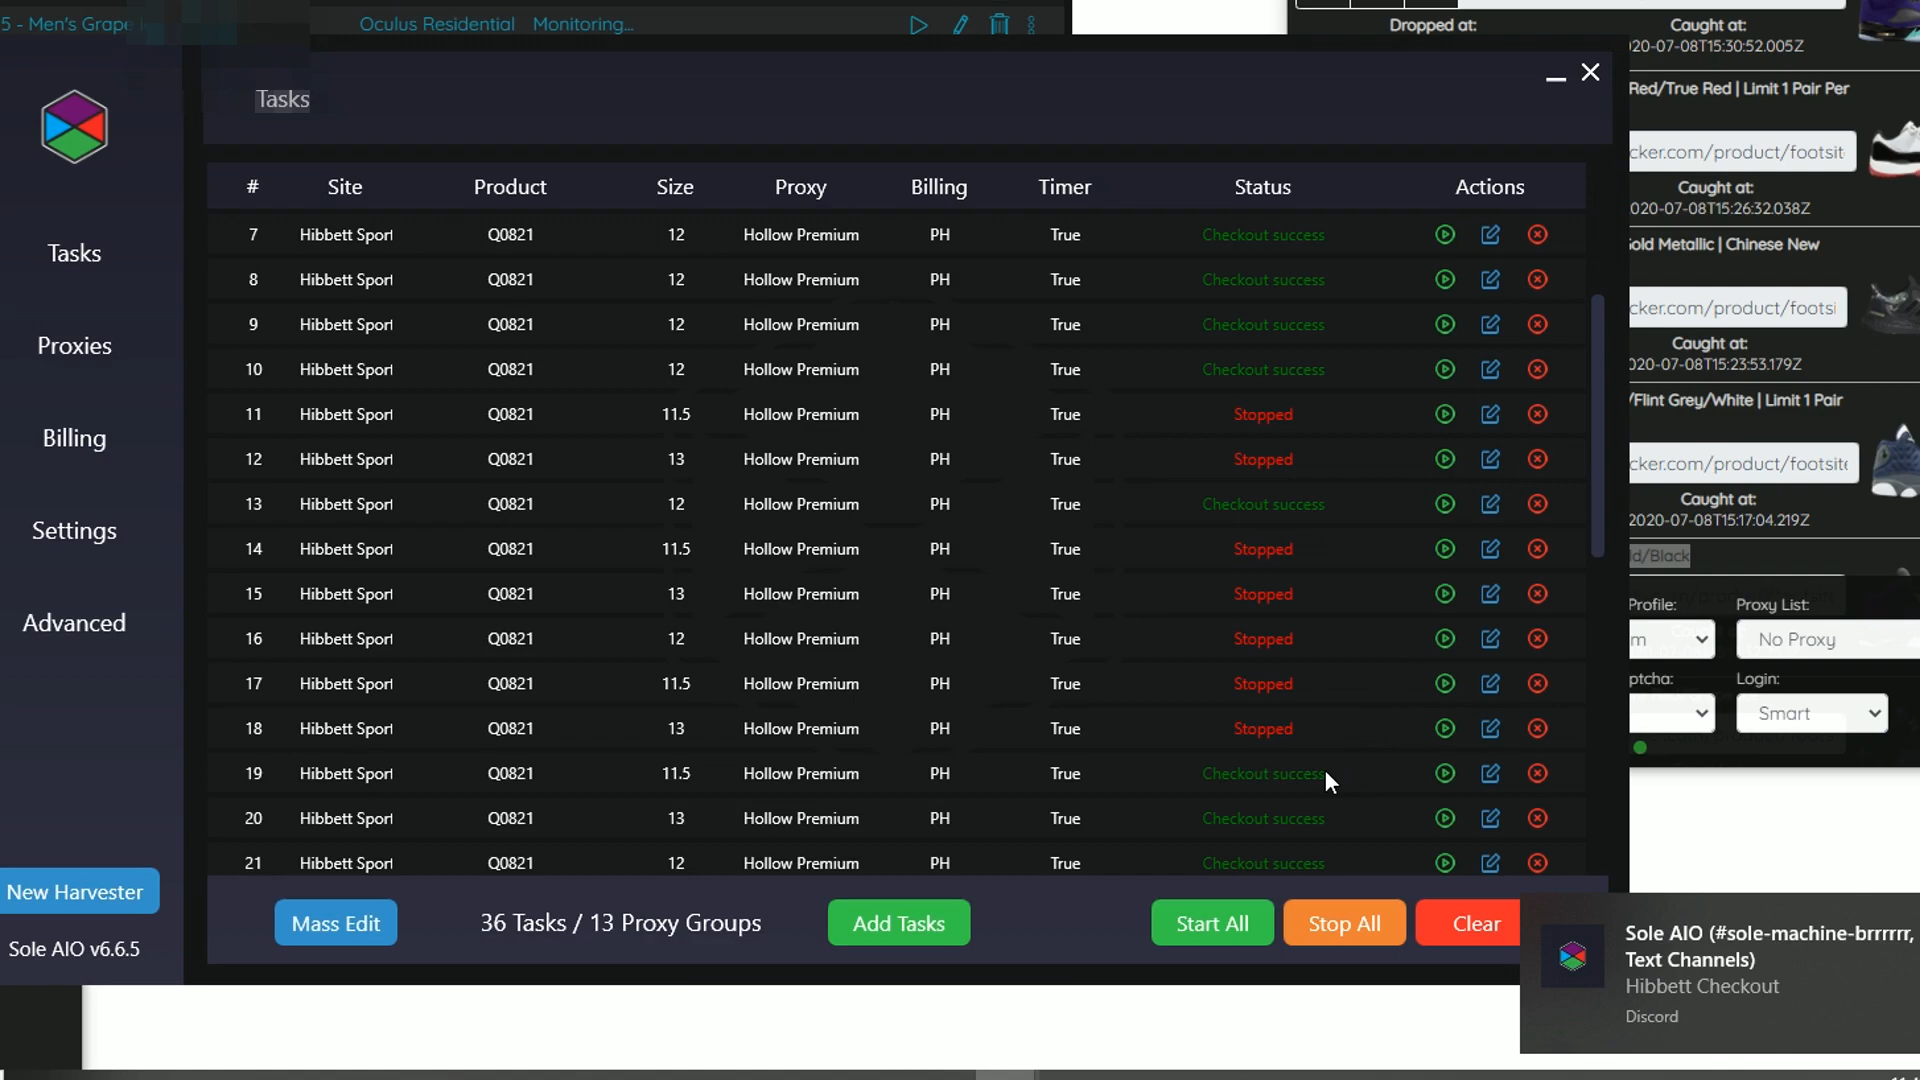 5 - Men's Grape
Oculus Residential
Monitoring...
Tasks
Tasks
Proxies
Billing
Settings
Advanced
New Harvester
Sole AIO v6.6.5
# Site Product Size Proxy Billing Timer Status Actions
7 Hibbett Sport Q0821 12 Hollow Premium PH True Checkout success
8 Hibbett Sport Q0821 12 Hollow Premium PH True Checkout success
9 Hibbett Sport Q0821 12 Hollow Premium PH True Checkout success
10 Hibbett Sport Q0821 12 Hollow Premium PH True Checkout success
11 Hibbett Sport Q0821 11.5 Hollow Premium PH True Stopped
12 Hibbett Sport Q0821 13 Hollow Premium PH True Stopped
13 Hibbett Sport Q0821 12 Hollow Premium PH True Checkout success
14 Hibbett Sport Q0821 11.5 Hollow Premium PH True Stopped
15 Hibbett Sport Q0821 13 Hollow Premium PH True Stopped
16 Hibbett Sport Q0821 12 Hollow Premium PH True Stopped
17 Hibbett Sport Q0821 11.5 Hollow Premium PH True Stopped
18 Hibbett Sport Q0821 13 Hollow Premium PH True Stopped
19 Hibbett Sport Q0821 11.5 Hollow Premium PH True Checkout success
20 Hibbett Sport Q0821 13 Hollow Premium PH True Checkout success
21 Hibbett Sport Q0821 12 Hollow Premium PH True Checkout success
Mass Edit
36 Tasks / 13 Proxy Groups
Add Tasks
Start All
Stop All
Clear
Dropped at:
Caught at:
20-07-08T15:30:52.005Z
Red/True Red | Limit 1 Pair Per
cker.com/product/footsit
Caught at:
020-07-08T15:26:32.038Z
old Metallic | Chinese New
cker.com/product/footsi
Caught at:
020-07-08T15:23:53.179Z
/Flint Grey/White | Limit 1 Pair
cker.com/product/footsite
Caught at:
2020-07-08T15:17:04.219Z
ld/Black
Profile:
Proxy List:
m
No Proxy
ptcha:
Login:
Smart
Sole AIO (#sole-machine-brrrrrr,
Text Channels)
Hibbett Checkout
Discord